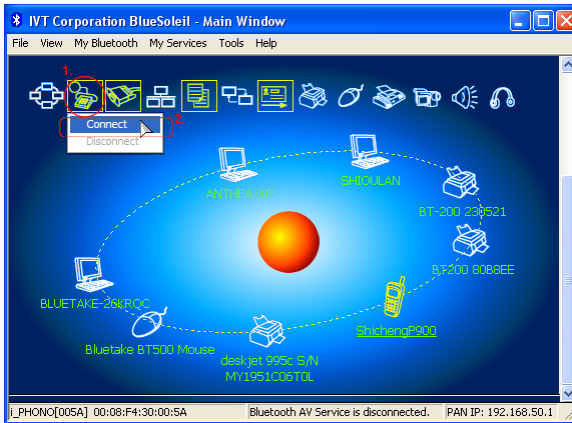 IVT Corporation BlueSoleil - Main Window
File View My Bluetooth My Services Tools Help
1.
Connect
2.
Disconnect
SHIOULAN
BT-200 230521
BT200 80B8EE
BLUETAKE-26KRQC
ShichengP900
Bluetake BT500 Mouse
deskjet 995c S/N
MY1951C06T0L
i_PHONO[005A] 00:08:F4:30:00:5A
Bluetooth AV Service is disconnected.
PAN IP: 192.168.50.1